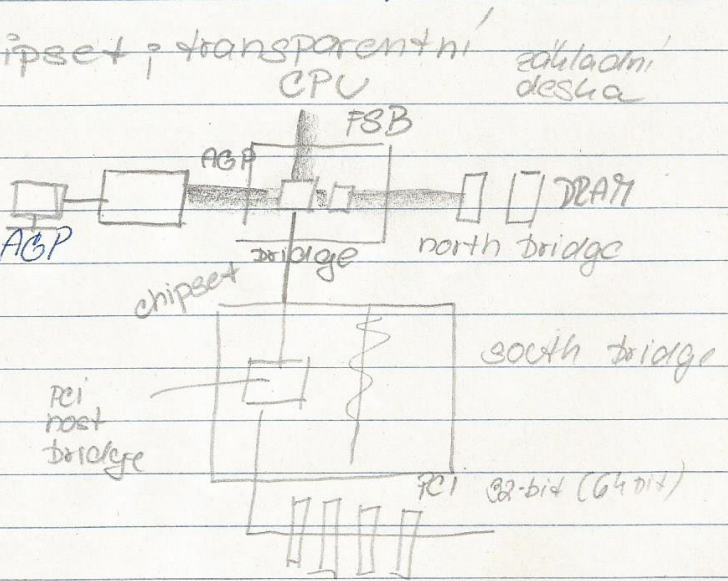 ipset ; transparentní
základní
deska
CPU
FSB
AGP
DRAM
AGP
bridge
north bridge
chipset
south bridge
PCI
host
bridge
PCI 32-bit (64 bit)